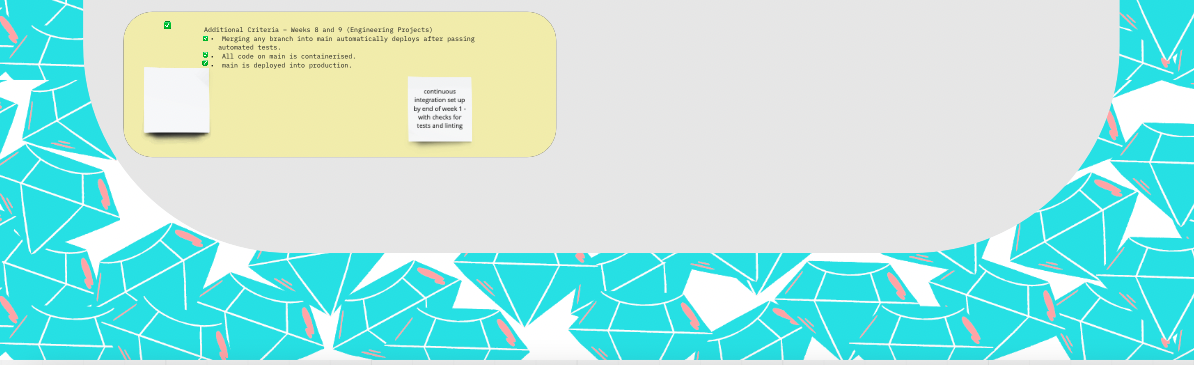 ✅
Additional Criteria – Weeks 8 and 9 (Engineering Projects)
✅• Merging any branch into main automatically deploys after passing
automated tests.
✅• All code on main is containerised.
✅• main is deployed into production.
continuous
integration set up
by end of week 1 -
with checks for
tests and linting